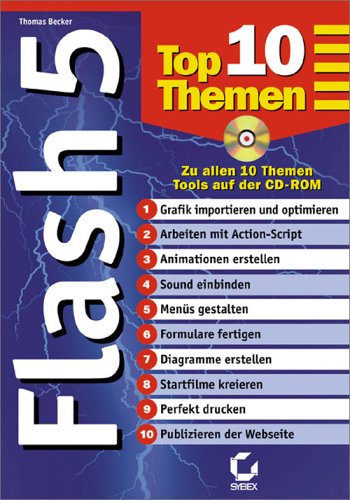 Thomas Becker
Flash 5
Top 10
Themen
Zu allen 10 Themen
Tools auf der CD-ROM
1 Grafik importieren und optimieren
2 Arbeiten mit Action-Script
3 Animationen erstellen
4 Sound einbinden
5 Menüs gestalten
6 Formulare fertigen
7 Diagramme erstellen
8 Startfilme kreieren
9 Perfekt drucken
10 Publizieren der Webseite
SYBEX